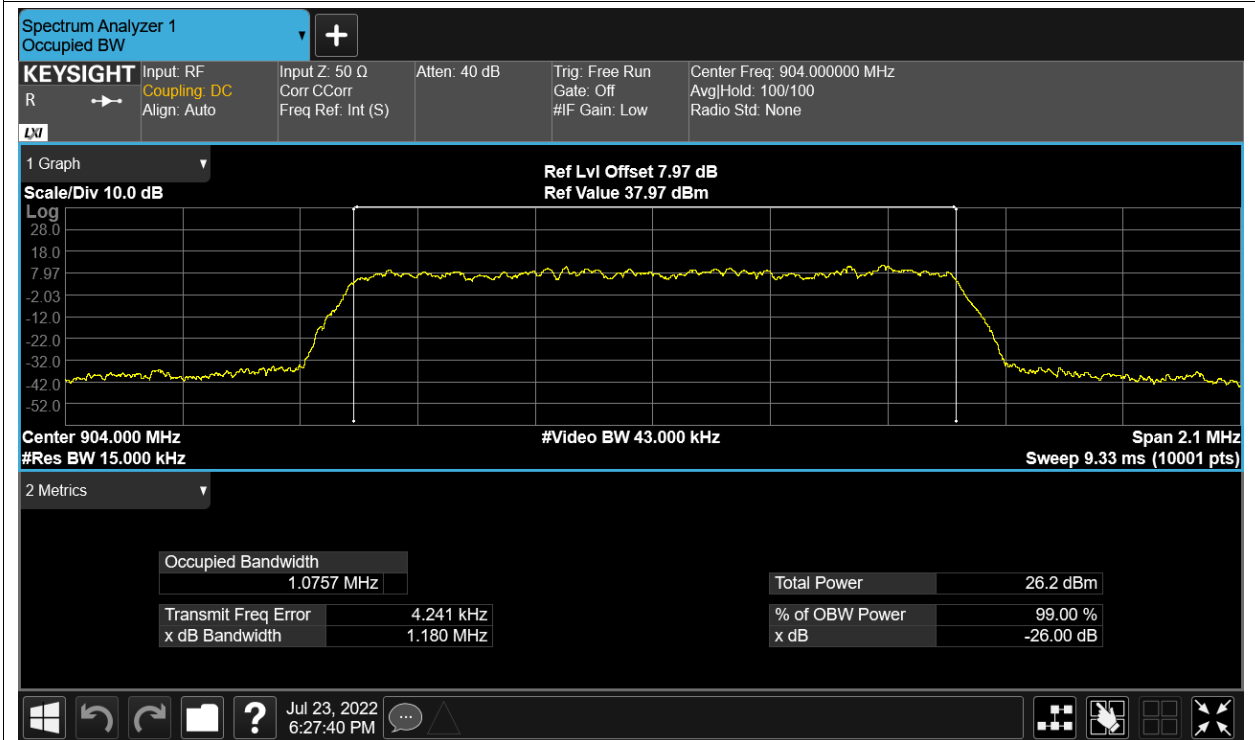 Spectrum Analyzer 1
Occupied BW
+
KEYSIGHT Input: RF Input Z: 50 Ω Atten: 40 dB Trig: Free Run Center Freq: 904.000000 MHz
R Coupling: DC Corr CCorr Gate: Off Avg|Hold: 100/100
Align: Auto Freq Ref: Int (S) #IF Gain: Low Radio Std: None
LXI
1 Graph
Ref Lvl Offset 7.97 dB
Scale/Div 10.0 dB Ref Value 37.97 dBm
Log
28.0
18.0
7.97
-2.03
-12.0
-22.0
-32.0
-42.0
-52.0
Center 904.000 MHz #Video BW 43.000 kHz Span 2.1 MHz
#Res BW 15.000 kHz Sweep 9.33 ms (10001 pts)
2 Metrics
Occupied Bandwidth
1.0757 MHz Total Power 26.2 dBm
Transmit Freq Error 4.241 kHz % of OBW Power 99.00 %
x dB Bandwidth 1.180 MHz x dB -26.00 dB
? Jul 23, 2022
6:27:40 PM